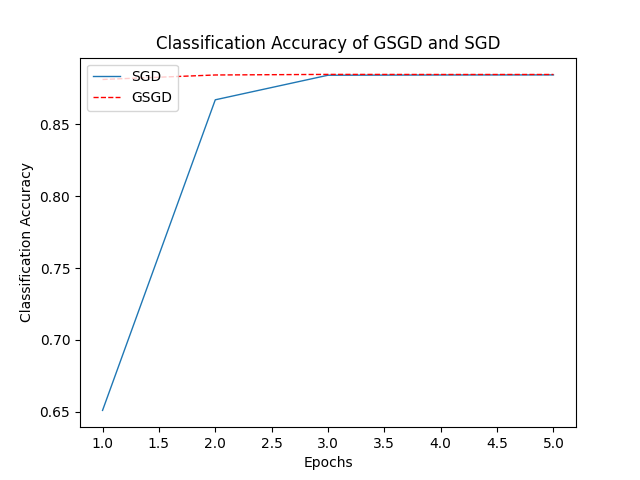 Classification Accuracy of GSGD and SGD
SGD
GSGD
Classification Accuracy
0.85
0.80
0.75
0.70
0.65
1.0 1.5 2.0 2.5 3.0 3.5 4.0 4.5 5.0
Epochs